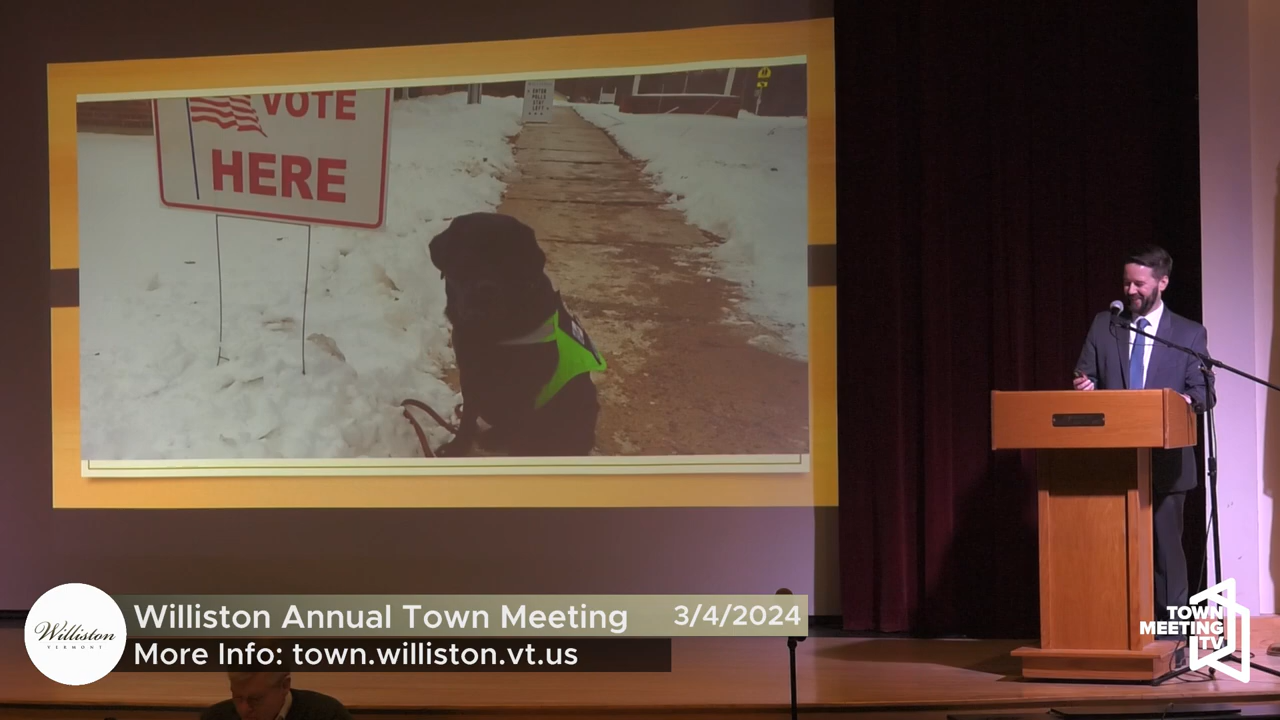 VOTE
HERE
Williston
VERMONT
Williston Annual Town Meeting
3/4/2024
More Info: town.williston.vt.us
TOWN
MEETING
TV